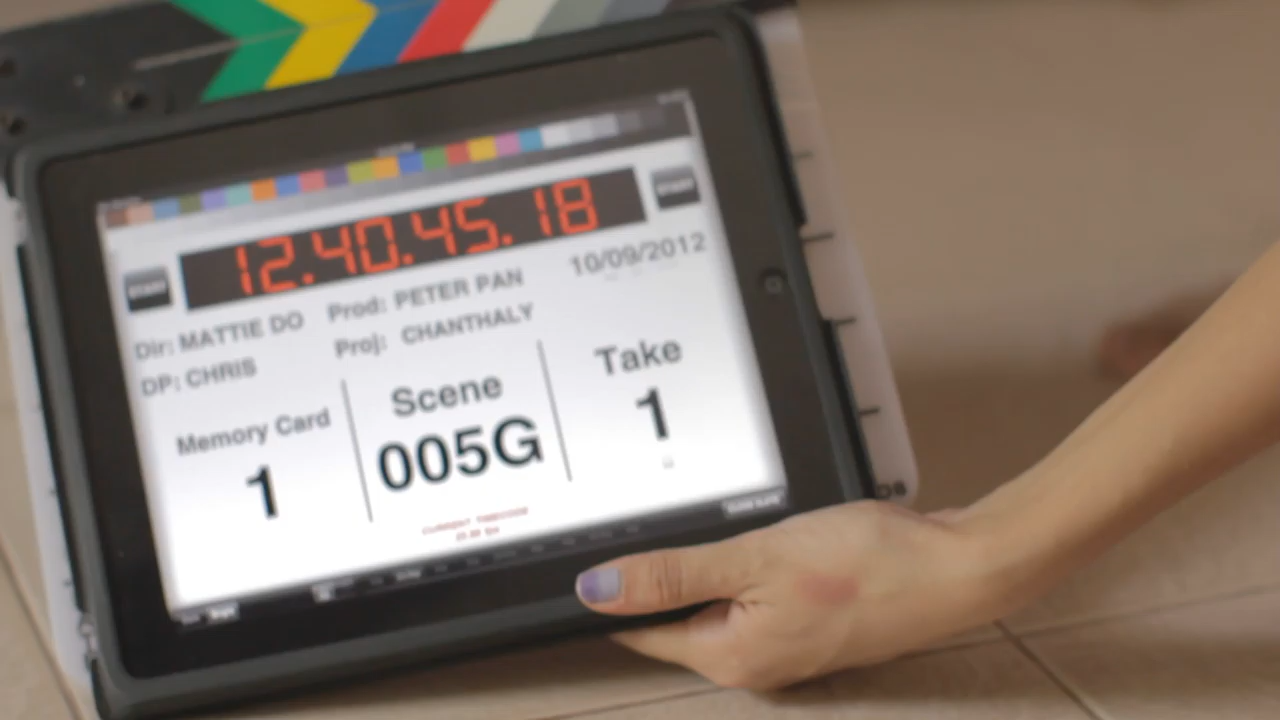 12.40.45.18
10/09/2012
Dir: MATTIE DO Prod: PETER PAN
DP: CHRIS Proj: CHANTHALY
Memory Card
1
Scene
005G
Take
1